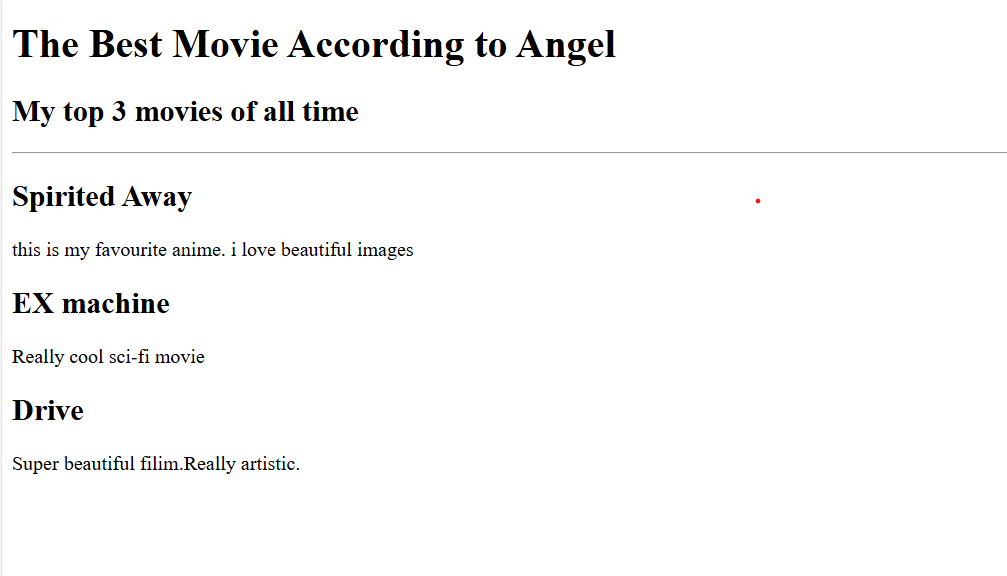 The Best Movie According to Angel
My top 3 movies of all time
Spirited Away
this is my favourite anime. i love beautiful images
EX machine
Really cool sci-fi movie
Drive
Super beautiful filim.Really artistic.